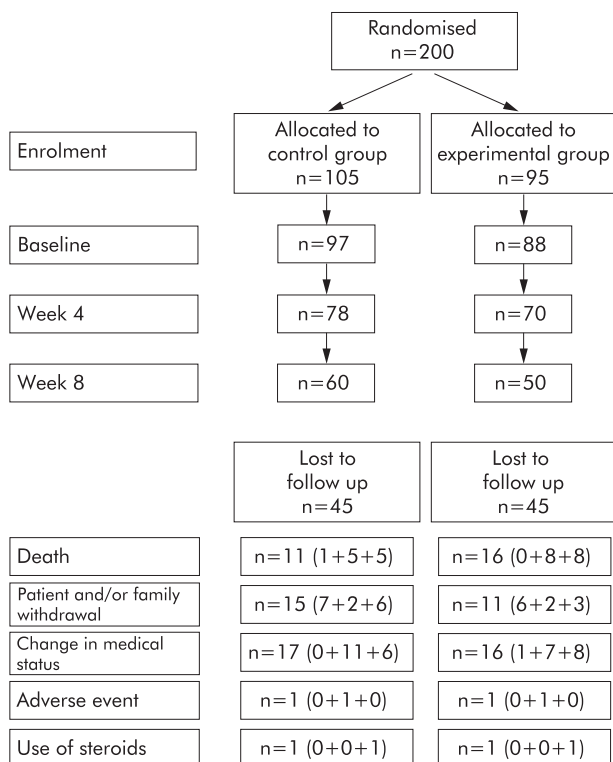 Randomised
n=200
Enrolment
Allocated to
control group
n=105
Allocated to
experimental group
n=95
Baseline
n=97
n=88
Week 4
n=78
n=70
Week 8
n=60
n=50
Lost to
follow up
n=45
Lost to
follow up
n=45
Death
n=11 (1+5+5)
n=16 (0+8+8)
Patient and/or family
withdrawal
n=15 (7+2+6)
n=11 (6+2+3)
Change in medical
status
n=17 (0+11+6)
n=16 (1+7+8)
Adverse event
n=1 (0+1+0)
n=1 (0+1+0)
Use of steroids
n=1 (0+0+1)
n=1 (0+0+1)